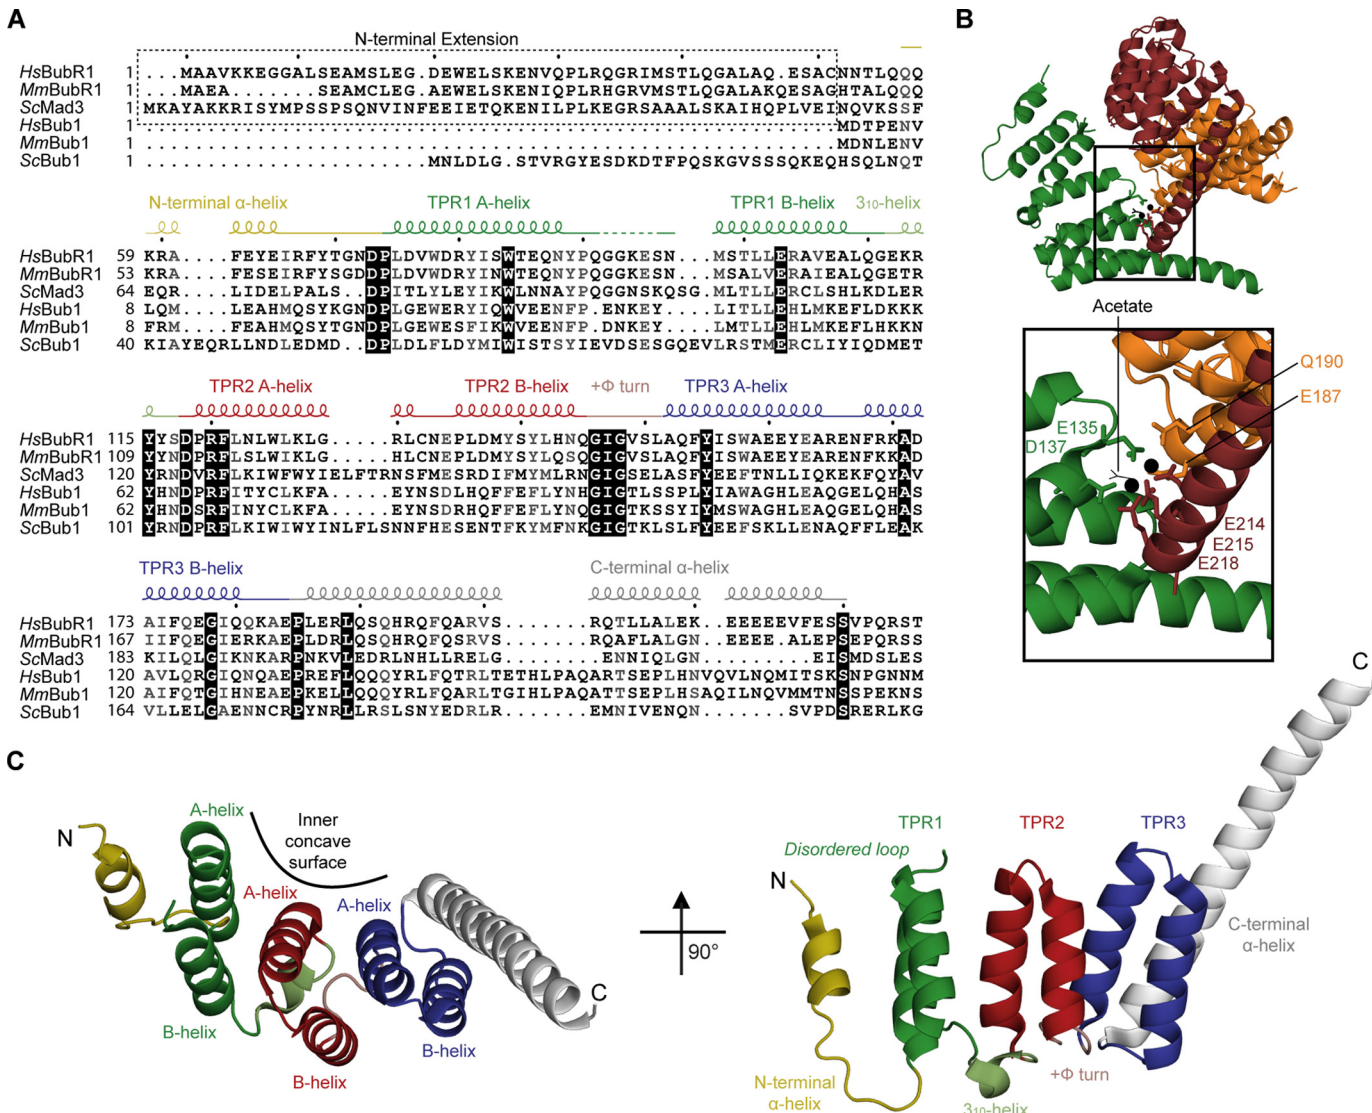 A
N-terminal Extension
HsBubR1 1 ...MAAVKKEGGALSEAMSLEG.DEWELSKENVQPLRQGRIMSTLQGALAQ.ESACNNTLQQQ
MmBubR1 1 ...MAEA.......SEAMCLEG.AEWELSKENIQPLRHGRVMSTLQGALAQ.ESAGHTALQQQ
ScMad3 1 MKAYAKKRISYMPSSPSQNVINFEEIETQKENILPLKEGRSAAALSKAIHQPLVEINQVKSSF
HsBub1 1 ........................................................MDTPENV
MmBub1 1 ........................................................MDNLENV
ScBub1 1 .......................MNLDLG.STVRGYESDKDTFPQSKGVSSSQKEQHSQLNQT
N-terminal α-helix TPR1 A-helix TPR1 B-helix 3₁₀-helix
HsBubR1 59 KRA....FEYEIRFYTGNDPLDVWDRYISWTEQNYPQGGKESN...MSTLLERAVEALQGEKR
MmBubR1 53 KRA....FESEIRFYSGNDPLDVWDRYINWTEQNYPQGGKESN...MSALVERAIEALQGETR
ScMad3 64 EQR....LIDELPALS..DPITLYLEYIKWLNNAYPQGGNSKQSG.MLTLLERCLSHLKDLER
HsBub1 8 LQM....LEAHMQSYKGNDPLGEWERYIQWVEENFP.ENKEY....LITLLEHLMKEFLDKKK
MmBub1 8 FRM....FEAHMQSYTGNDPLGEWESFIKWVEENFP.DNKEY....LMTLLEHLMKEFLHKKN
ScBub1 40 KIAYEQRLLNDLEDMD..DPLDLFLDYMIWISTSYIEVDSESGQEVLRSTMERCLIYIQDMET
TPR2 A-helix TPR2 B-helix +Φ turn TPR3 A-helix
HsBubR1 115 YYSDPRFLNLWLKLG.....RLCNEPLDMYSYLHNQGIGVSLAQFYISWAEEYEARENFRKAD
MmBubR1 109 YYNDPRFLNLWLKLG.....HLCNEPLDMYSYLQSQGIGVSLAQFYISWAEEYEARENFKKAD
ScMad3 120 YRNDVRFLKIWFWYIELFTRNSFMESRDIFMYMLRNGIGSELASFYEEFTNLLIQKEKFQYAV
HsBub1 62 YHNDPRFITYCLKFA.....EYNSDLHQFFEFLYNHGIGTLSSPLYIAWAGHLEAQGELQHAS
MmBub1 62 YHNDSRFINYCLKFA.....EYNSDRHQFFEFLYNQGIGTKSSYIYMSWAGHLEAQGELQHAS
ScBub1 101 YRNDPRFLKIWIWYINLFLSNNFHESENTFKYMFNKGIGTKLSLFYEEFSKLLENAQFFLEAK
TPR3 B-helix C-terminal α-helix
HsBubR1 173 AIFQEGIQQKAEPLERLQSQHRQFQARVS.......RQTLLALEK.EEEEEVFESSVPQRST
MmBubR1 167 IIFQEGIERKAEPLDRLQSQHRQFQSRVS.......RQAFLALGN.EEEE.ALEPSEPQRSS
ScMad3 183 KILQLGIKNKARPNKVLEDRLNHLLRELG........ENNIQLGN.........EISMDSLES
HsBub1 120 AVLQRGIQNQAEPREFLQQQYRLFQTRLTETHLPAQARTSEPLHNVQVLNQMITSKSNPGNNM
MmBub1 120 AIFQTGIHNEAEPKELLQQQYRLFQARLTGIHLPAQATTSEPLHSAQILNQVMMTNSSPEKNS
ScBub1 164 VLLELGAENNCRPYNRLLRSLSNYEDRLR.......EMNIVENQN.......SVPDSRERLKG
B
Acetate
Q190
E187
E135
D137
E214
E215
E218
C
N
A-helix
Inner
concave
surface
A-helix
A-helix
B-helix
B-helix
B-helix
C
90°
TPR1
TPR2
TPR3
C
Disordered loop
N
C-terminal
α-helix
N-terminal
α-helix
+Φ turn
3₁₀-helix